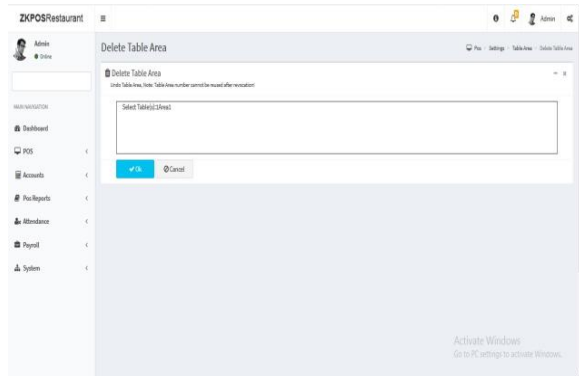 ZKPOSRestaurant
Admin
Admin
Online
Delete Table Area
Pos / Settings / Table Area / Delete Table Area
Delete Table Area
Undo Table Area, Note: Table Area number cannot be reused after revocation!
Select Table(s):1Area1
Ok
Cancel
MAIN NAVIGATION
Dashboard
POS
Accounts
Pos Reports
Attendance
Payroll
System
Activate Windows
Go to PC settings to activate Windows.